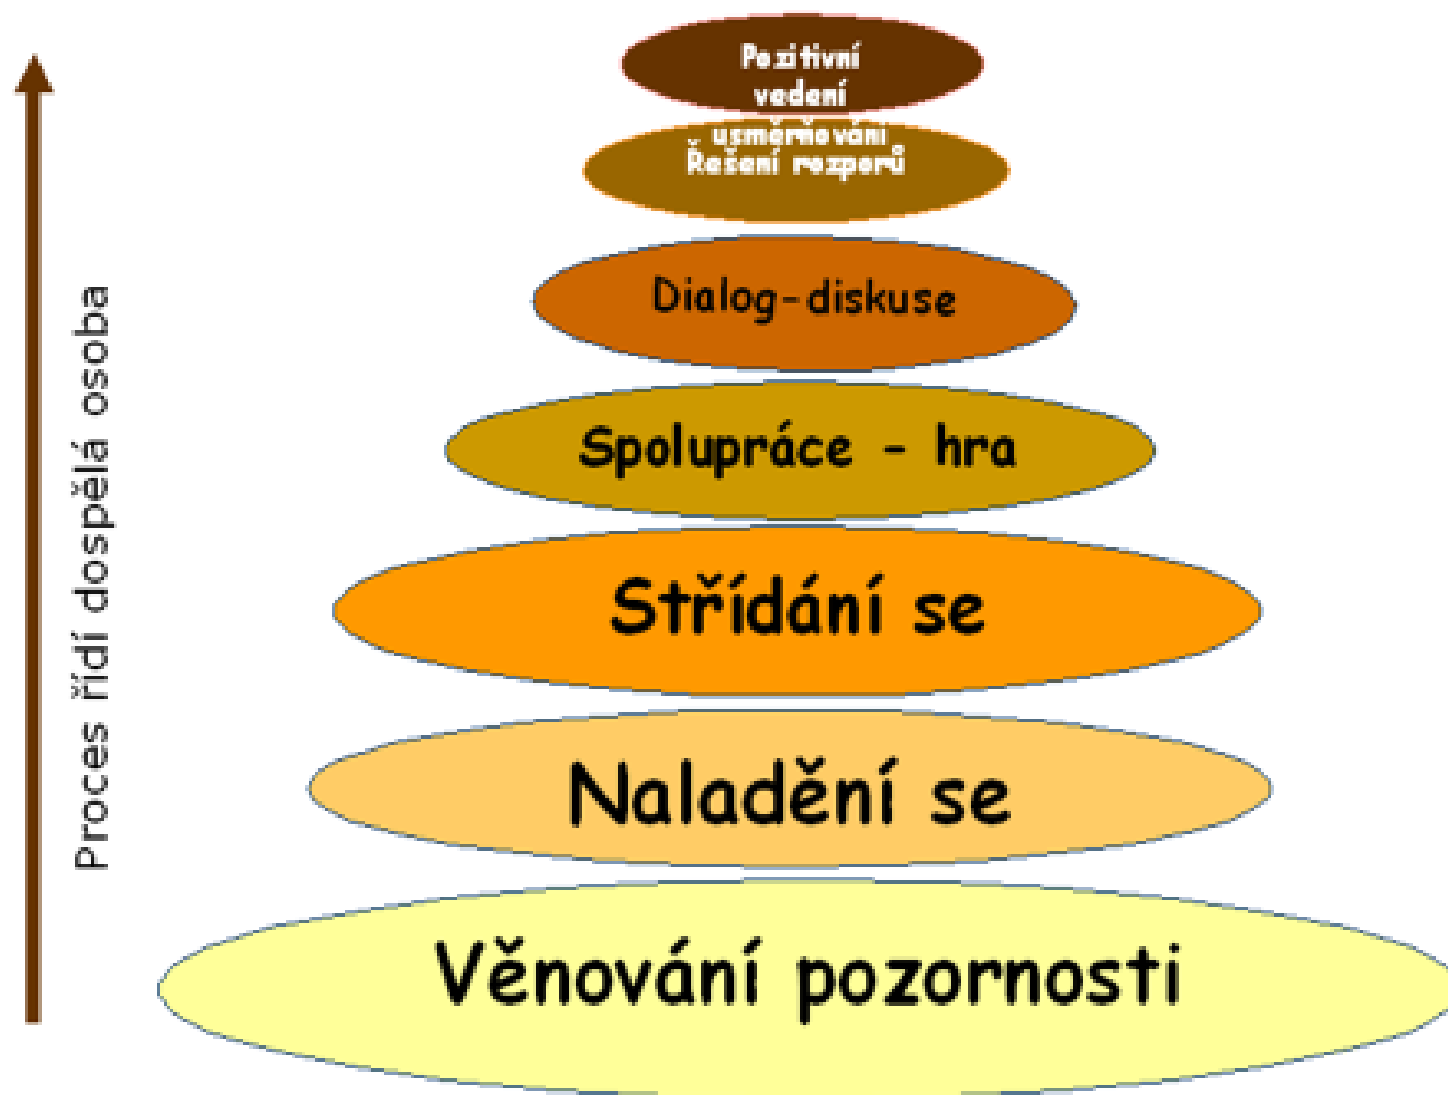 Pozitivní
vedení
usměrňování
Řešení rozporů
Dialog-diskuse
Spolupráce - hra
Střídání se
Naladění se
Věnování pozornosti
Proces řídí dospělá osoba